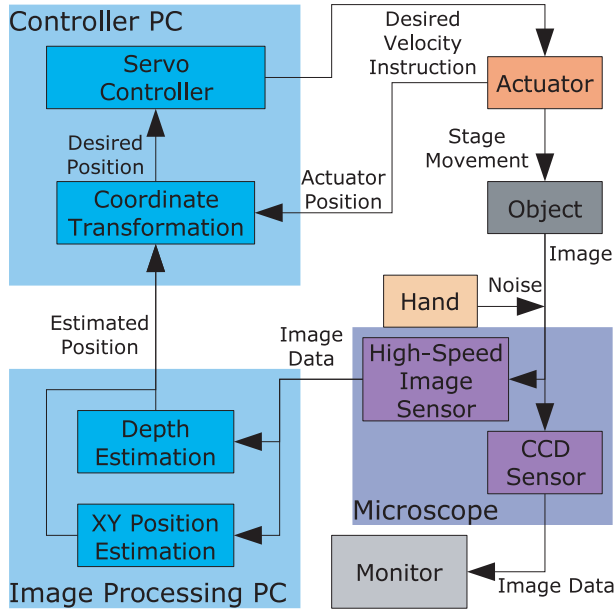 Controller PC
Servo
Controller
Desired
Velocity
Instruction
Actuator
Desired
Position
Stage
Movement
Actuator
Position
Coordinate
Transformation
Object
Image
Noise
Hand
Estimated
Position
Image
Data
High-Speed
Image
Sensor
Depth
Estimation
CCD
Sensor
Microscope
XY Position
Estimation
Image Processing PC
Monitor
Image Data